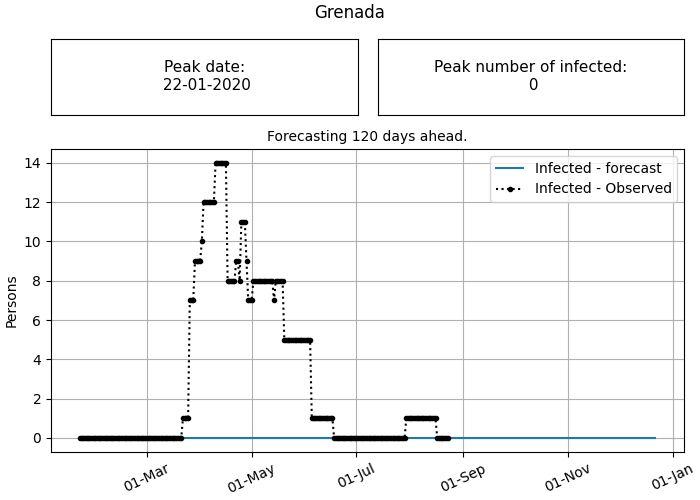 Grenada
Peak date:
22-01-2020
Peak number of infected:
0
Forecasting 120 days ahead.
Infected - forecast
Infected - Observed
Persons
14
12
10
8
6
4
2
0
01-Mar
01-May
01-Jul
01-Sep
01-Nov
01-Jan